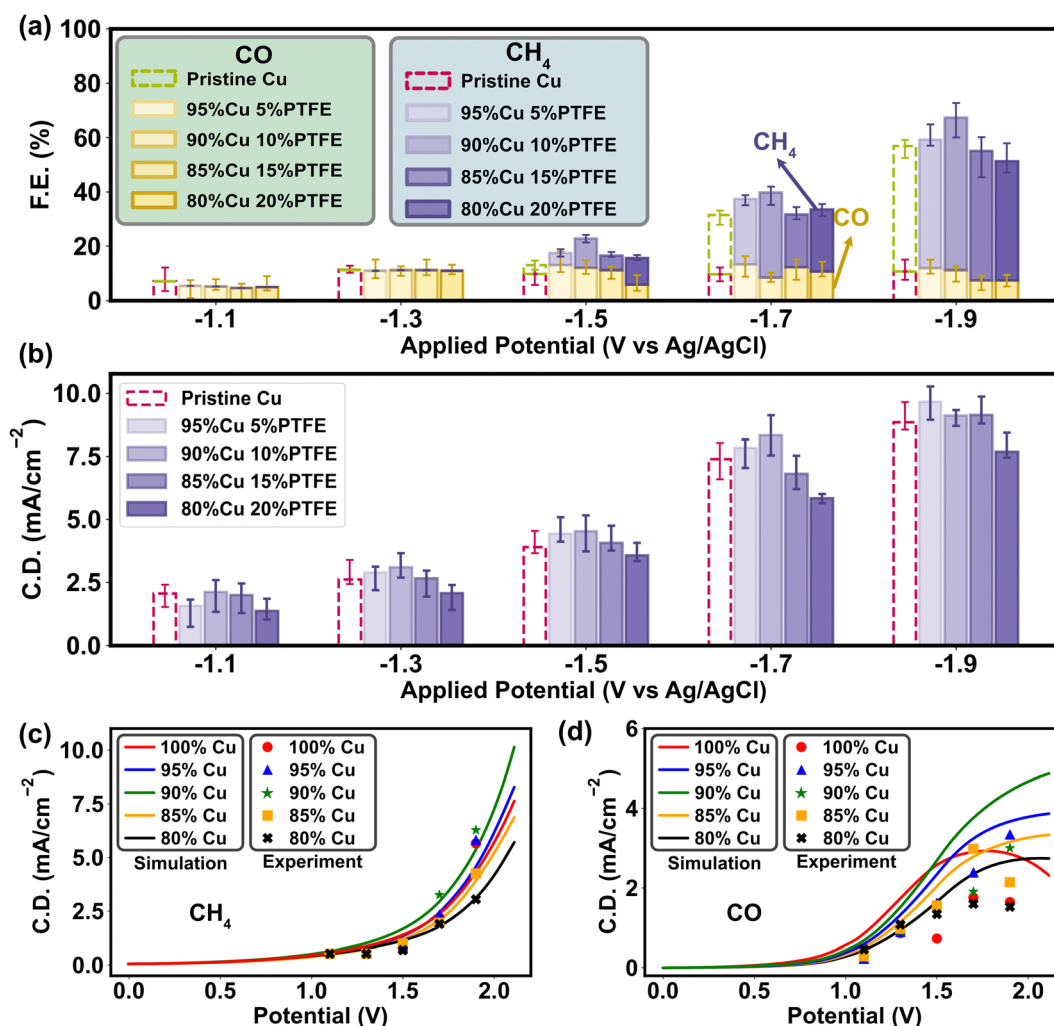 (a)
100
80
60
40
20
0
F.E. (%)
CO
Pristine Cu
95%Cu 5%PTFE
90%Cu 10%PTFE
85%Cu 15%PTFE
80%Cu 20%PTFE
CH₄
Pristine Cu
95%Cu 5%PTFE
90%Cu 10%PTFE
85%Cu 15%PTFE
80%Cu 20%PTFE
CH₄
CO
-1.1 -1.3 -1.5 -1.7 -1.9
Applied Potential (V vs Ag/AgCl)
(b)
10.0
7.5
5.0
2.5
0.0
C.D. (mA/cm⁻²)
Pristine Cu
95%Cu 5%PTFE
90%Cu 10%PTFE
85%Cu 15%PTFE
80%Cu 20%PTFE
-1.1 -1.3 -1.5 -1.7 -1.9
Applied Potential (V vs Ag/AgCl)
(c)
10.0
7.5
5.0
2.5
0.0
C.D. (mA/cm⁻²)
100% Cu
95% Cu
90% Cu
85% Cu
80% Cu
Simulation
100% Cu
95% Cu
90% Cu
85% Cu
80% Cu
Experiment
CH₄
0.0 0.5 1.0 1.5 2.0
Potential (V)
(d)
6
4
2
0
C.D. (mA/cm⁻²)
100% Cu
95% Cu
90% Cu
85% Cu
80% Cu
Simulation
100% Cu
95% Cu
90% Cu
85% Cu
80% Cu
Experiment
CO
0.0 0.5 1.0 1.5 2.0
Potential (V)